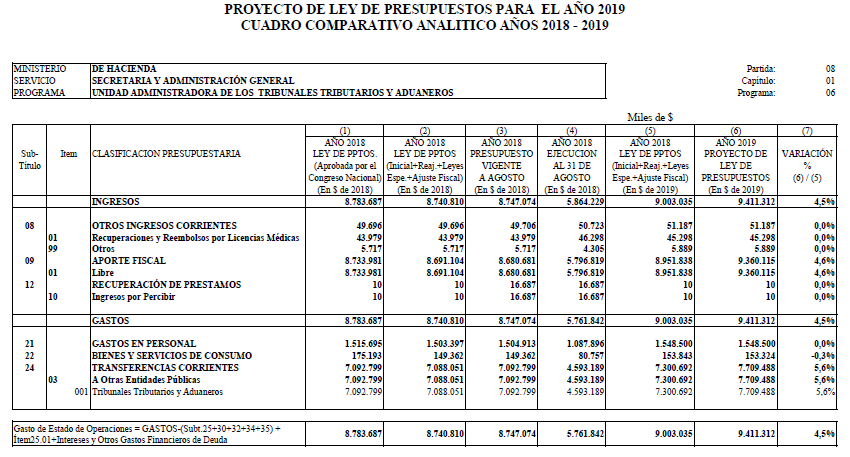 PROYECTO DE LEY DE PRESUPUESTOS PARA EL AÑO 2019
CUADRO COMPARATIVO ANALITICO AÑOS 2018 - 2019
MINISTERIO DE HACIENDA Partida: 08
SERVICIO SECRETARIA Y ADMINISTRACIÓN GENERAL Capítulo: 01
PROGRAMA UNIDAD ADMINISTRADORA DE LOS TRIBUNALES TRIBUTARIOS Y ADUANEROS Programa: 06
Miles de $
(1) (2) (3) (4) (5) (6) (7)
AÑO 2018 AÑO 2018 AÑO 2018 AÑO 2018 AÑO 2018 AÑO 2019
Sub- Item CLASIFICACION PRESUPUESTARIA LEY DE PPTOS. LEY DE PPTOS PRESUPUESTO EJECUCION LEY DE PPTOS PROYECTO DE VARIACIÓN
Título (Aprobada por el (Inicial+Reaj.+Leyes VIGENTE AL 31 DE (Inicial+Reaj.+Leyes LEY DE %
Congreso Nacional) Espe.+Ajuste Fiscal) A AGOSTO AGOSTO Espe.+Ajuste Fiscal) PRESUPUESTOS (6) / (5)
(En $ de 2018) (En $ de 2018) (En $ de 2018) (En $ de 2018) (En $ de 2019) (En $ de 2019)
INGRESOS 8.783.687 8.740.810 8.747.074 5.864.229 9.003.035 9.411.312 4,5%
08 OTROS INGRESOS CORRIENTES 49.696 49.696 49.706 50.723 51.187 51.187 0,0%
01 Recuperaciones y Reembolsos por Licencias Médicas 43.979 43.979 43.979 46.298 45.298 45.298 0,0%
99 Otros 5.717 5.717 5.717 4.305 5.889 5.889 0,0%
09 APORTE FISCAL 8.733.981 8.691.104 8.680.681 5.796.819 8.951.838 9.360.115 4,6%
01 Libre 8.733.981 8.691.104 8.680.681 5.796.819 8.951.838 9.360.115 4,6%
12 RECUPERACIÓN DE PRESTAMOS 10 10 16.687 16.687 10 10 0,0%
10 Ingresos por Percibir 10 10 16.687 16.687 10 10 0,0%
GASTOS 8.783.687 8.740.810 8.747.074 5.761.842 9.003.035 9.411.312 4,5%
21 GASTOS EN PERSONAL 1.515.695 1.503.397 1.504.913 1.087.896 1.548.500 1.548.500 0,0%
22 BIENES Y SERVICIOS DE CONSUMO 175.193 149.362 149.362 80.757 153.843 153.324 -0,3%
24 TRANSFERENCIAS CORRIENTES 7.092.799 7.088.051 7.092.799 4.593.189 7.300.692 7.709.488 5,6%
03 A Otras Entidades Públicas 7.092.799 7.088.051 7.092.799 4.593.189 7.300.692 7.709.488 5,6%
001 Tribunales Tributarios y Aduaneros 7.092.799 7.088.051 7.092.799 4.593.189 7.300.692 7.709.488 5,6%
Gasto de Estado de Operaciones = GASTOS-(Subt.25+30+32+34+35) +
Ítem25.01+Intereses y Otros Gastos Financieros de Deuda 8.783.687 8.740.810 8.747.074 5.761.842 9.003.035 9.411.312 4,5%